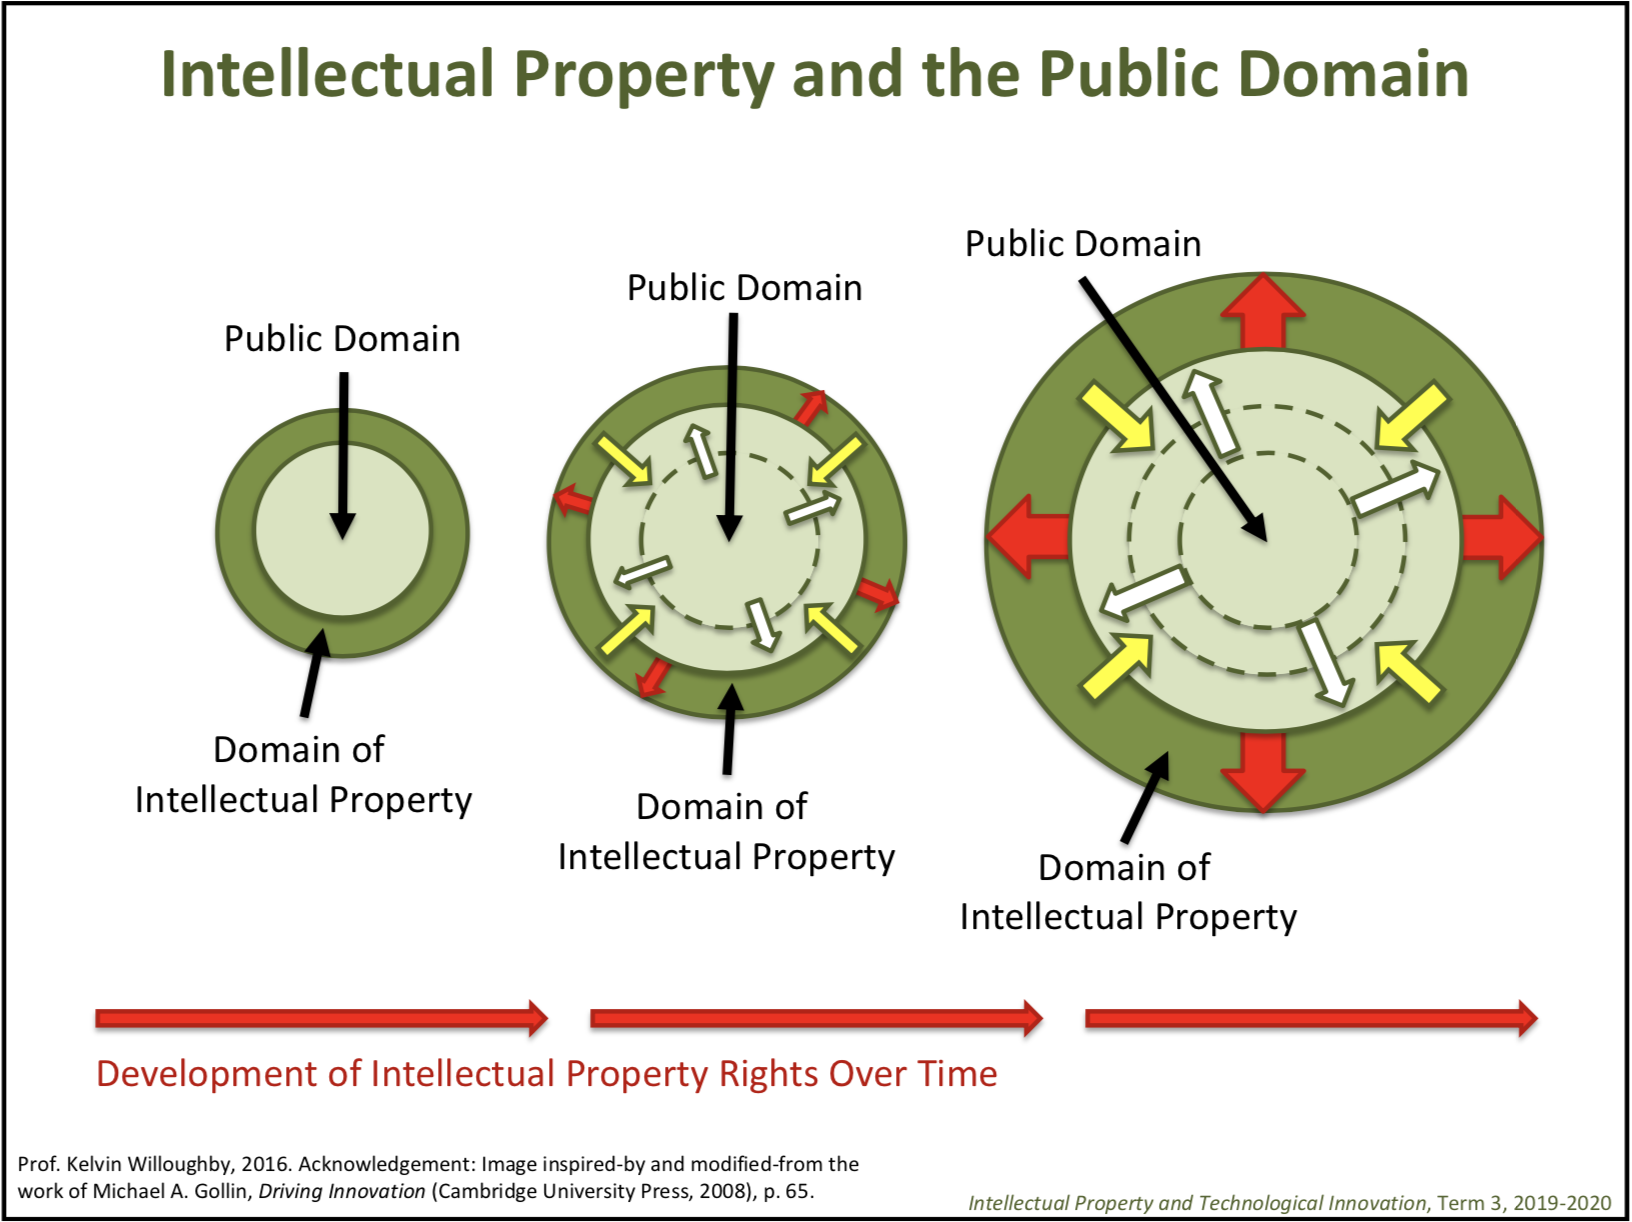 Intellectual Property and the Public Domain
Public Domain
Public Domain
Public Domain
Domain of
Intellectual Property
Domain of
Intellectual Property
Domain of
Intellectual Property
Development of Intellectual Property Rights Over Time
Prof. Kelvin Willoughby, 2016. Acknowledgement: Image inspired-by and modified-from the
work of Michael A. Gollin, Driving Innovation (Cambridge University Press, 2008), p. 65.
Intellectual Property and Technological Innovation, Term 3, 2019-2020